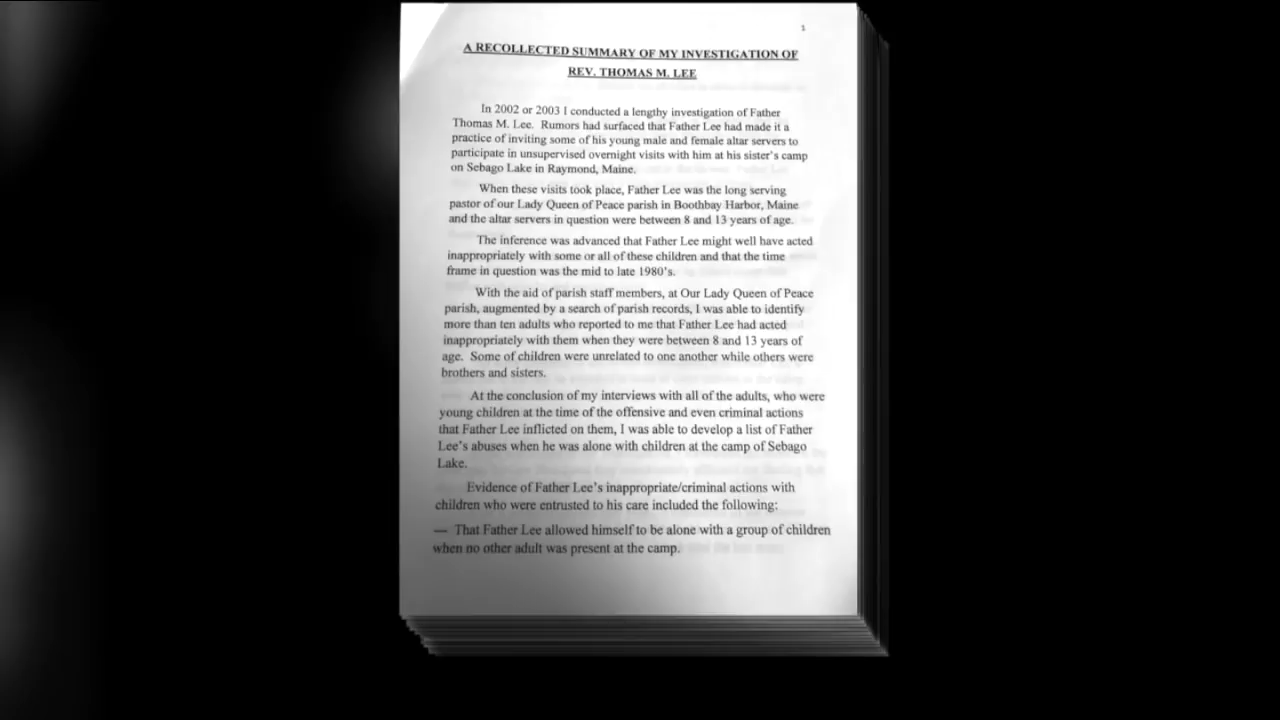 1
A RECOLLECTED SUMMARY OF MY INVESTIGATION OF
REV. THOMAS M. LEE
In 2002 or 2003 I conducted a lengthy investigation of Father
Thomas M. Lee. Rumors had surfaced that Father Lee had made it a
practice of inviting some of his young male and female altar servers to
participate in unsupervised overnight visits with him at his sister's camp
on Sebago Lake in Raymond, Maine.
When these visits took place, Father Lee was the long serving
pastor of our Lady Queen of Peace parish in Boothbay Harbor, Maine
and the altar servers in question were between 8 and 13 years of age.
The inference was advanced that Father Lee might well have acted
inappropriately with some or all of these children and that the time
frame in question was the mid to late 1980's.
With the aid of parish staff members, at Our Lady Queen of Peace
parish, augmented by a search of parish records, I was able to identify
more than ten adults who reported to me that Father Lee had acted
inappropriately with them when they were between 8 and 13 years of
age. Some of children were unrelated to one another while others were
brothers and sisters.
At the conclusion of my interviews with all of the adults, who were
young children at the time of the offensive and even criminal actions
that Father Lee inflicted on them, I was able to develop a list of Father
Lee's abuses when he was alone with children at the camp of Sebago
Lake.
Evidence of Father Lee's inappropriate/criminal actions with
children who were entrusted to his care included the following:
— That Father Lee allowed himself to be alone with a group of children
when no other adult was present at the camp.